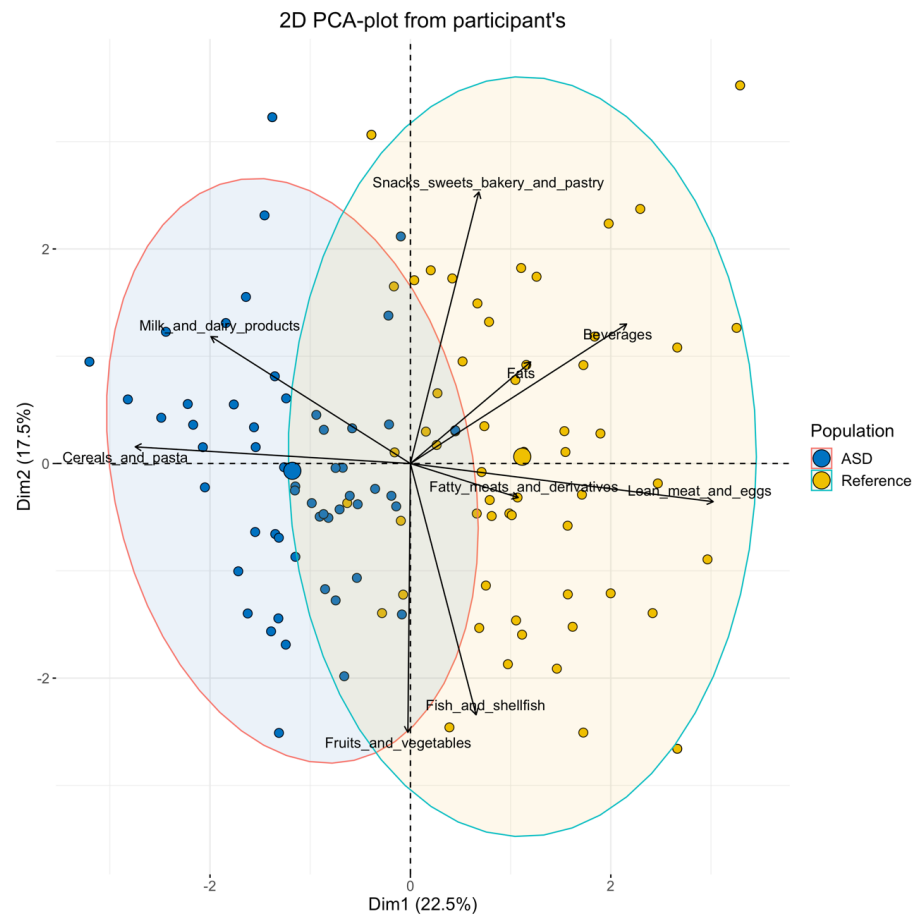 2D PCA-plot from participant's
Snacks_sweets_bakery_and_pastry
2
Milk_and_dairy_products
Beverages
Fats
Population
ASD
Reference
Dim2 (17.5%)
Cereals_and_pasta
0
Fatty_meats_and_derivatives
Lean_meat_and_eggs
-2
Fish_and_shellfish
Fruits_and_vegetables
-2
0
2
Dim1 (22.5%)